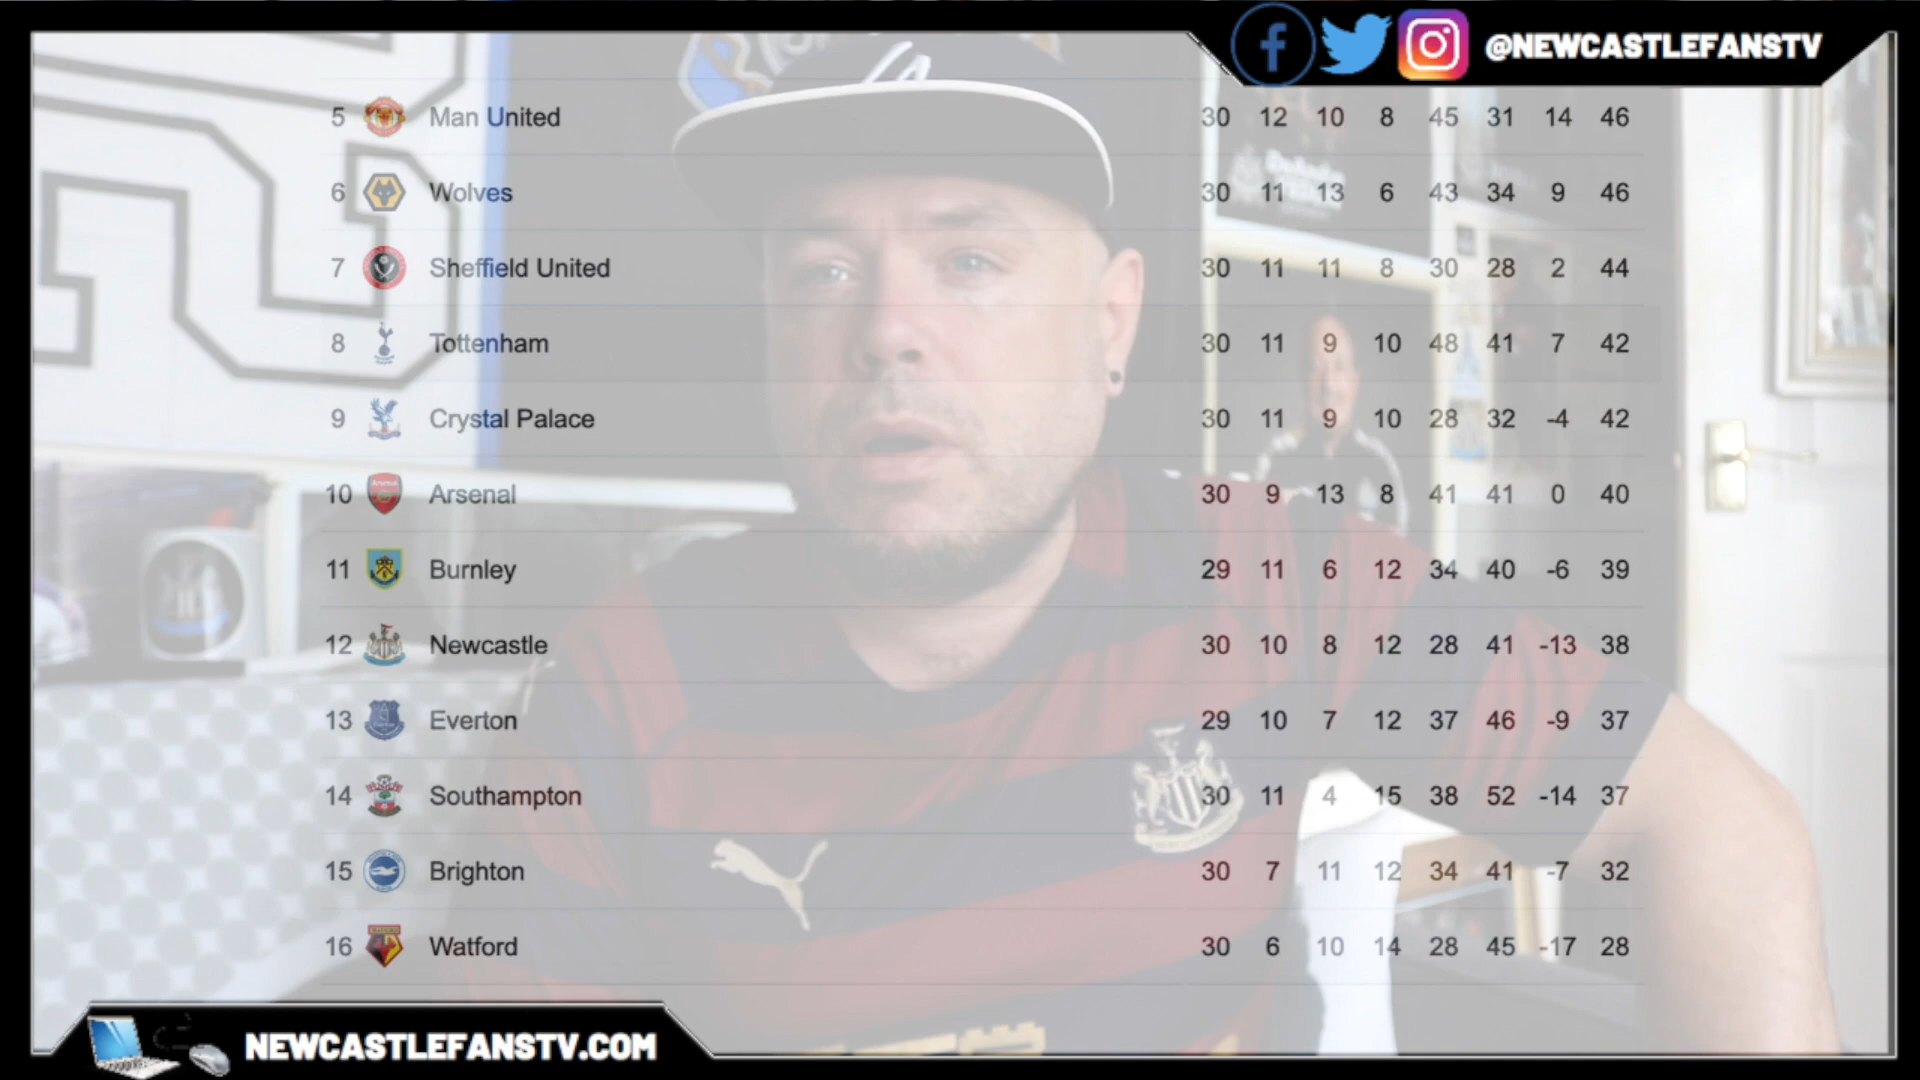 @NEWCASTLEFANSTV
5 Man United 30 12 10 8 45 31 14 46
6 Wolves 30 11 13 6 43 34 9 46
7 Sheffield United 30 11 11 8 30 28 2 44
8 Tottenham 30 11 9 10 48 41 7 42
9 Crystal Palace 30 11 9 10 28 32 -4 42
10 Arsenal 30 9 13 8 41 41 0 40
11 Burnley 29 11 6 12 34 40 -6 39
12 Newcastle 30 10 8 12 28 41 -13 38
13 Everton 29 10 7 12 37 46 -9 37
14 Southampton 30 11 4 15 38 52 -14 37
15 Brighton 30 7 11 12 34 41 -7 32
16 Watford 30 6 10 14 28 45 -17 28
NEWCASTLEFANSTV.COM